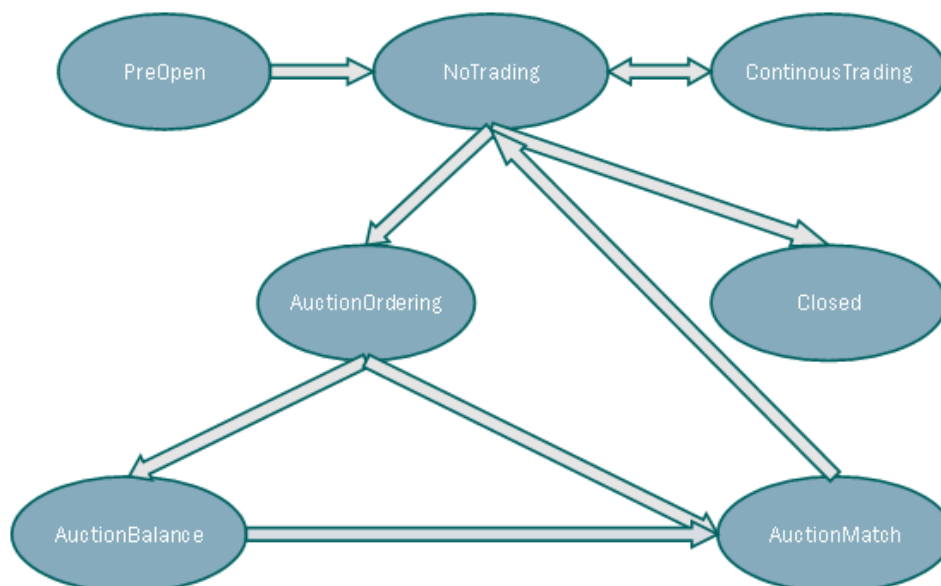 PreOpen
NoTrading
ContinousTrading
AuctionOrdering
Closed
AuctionBalance
AuctionMatch